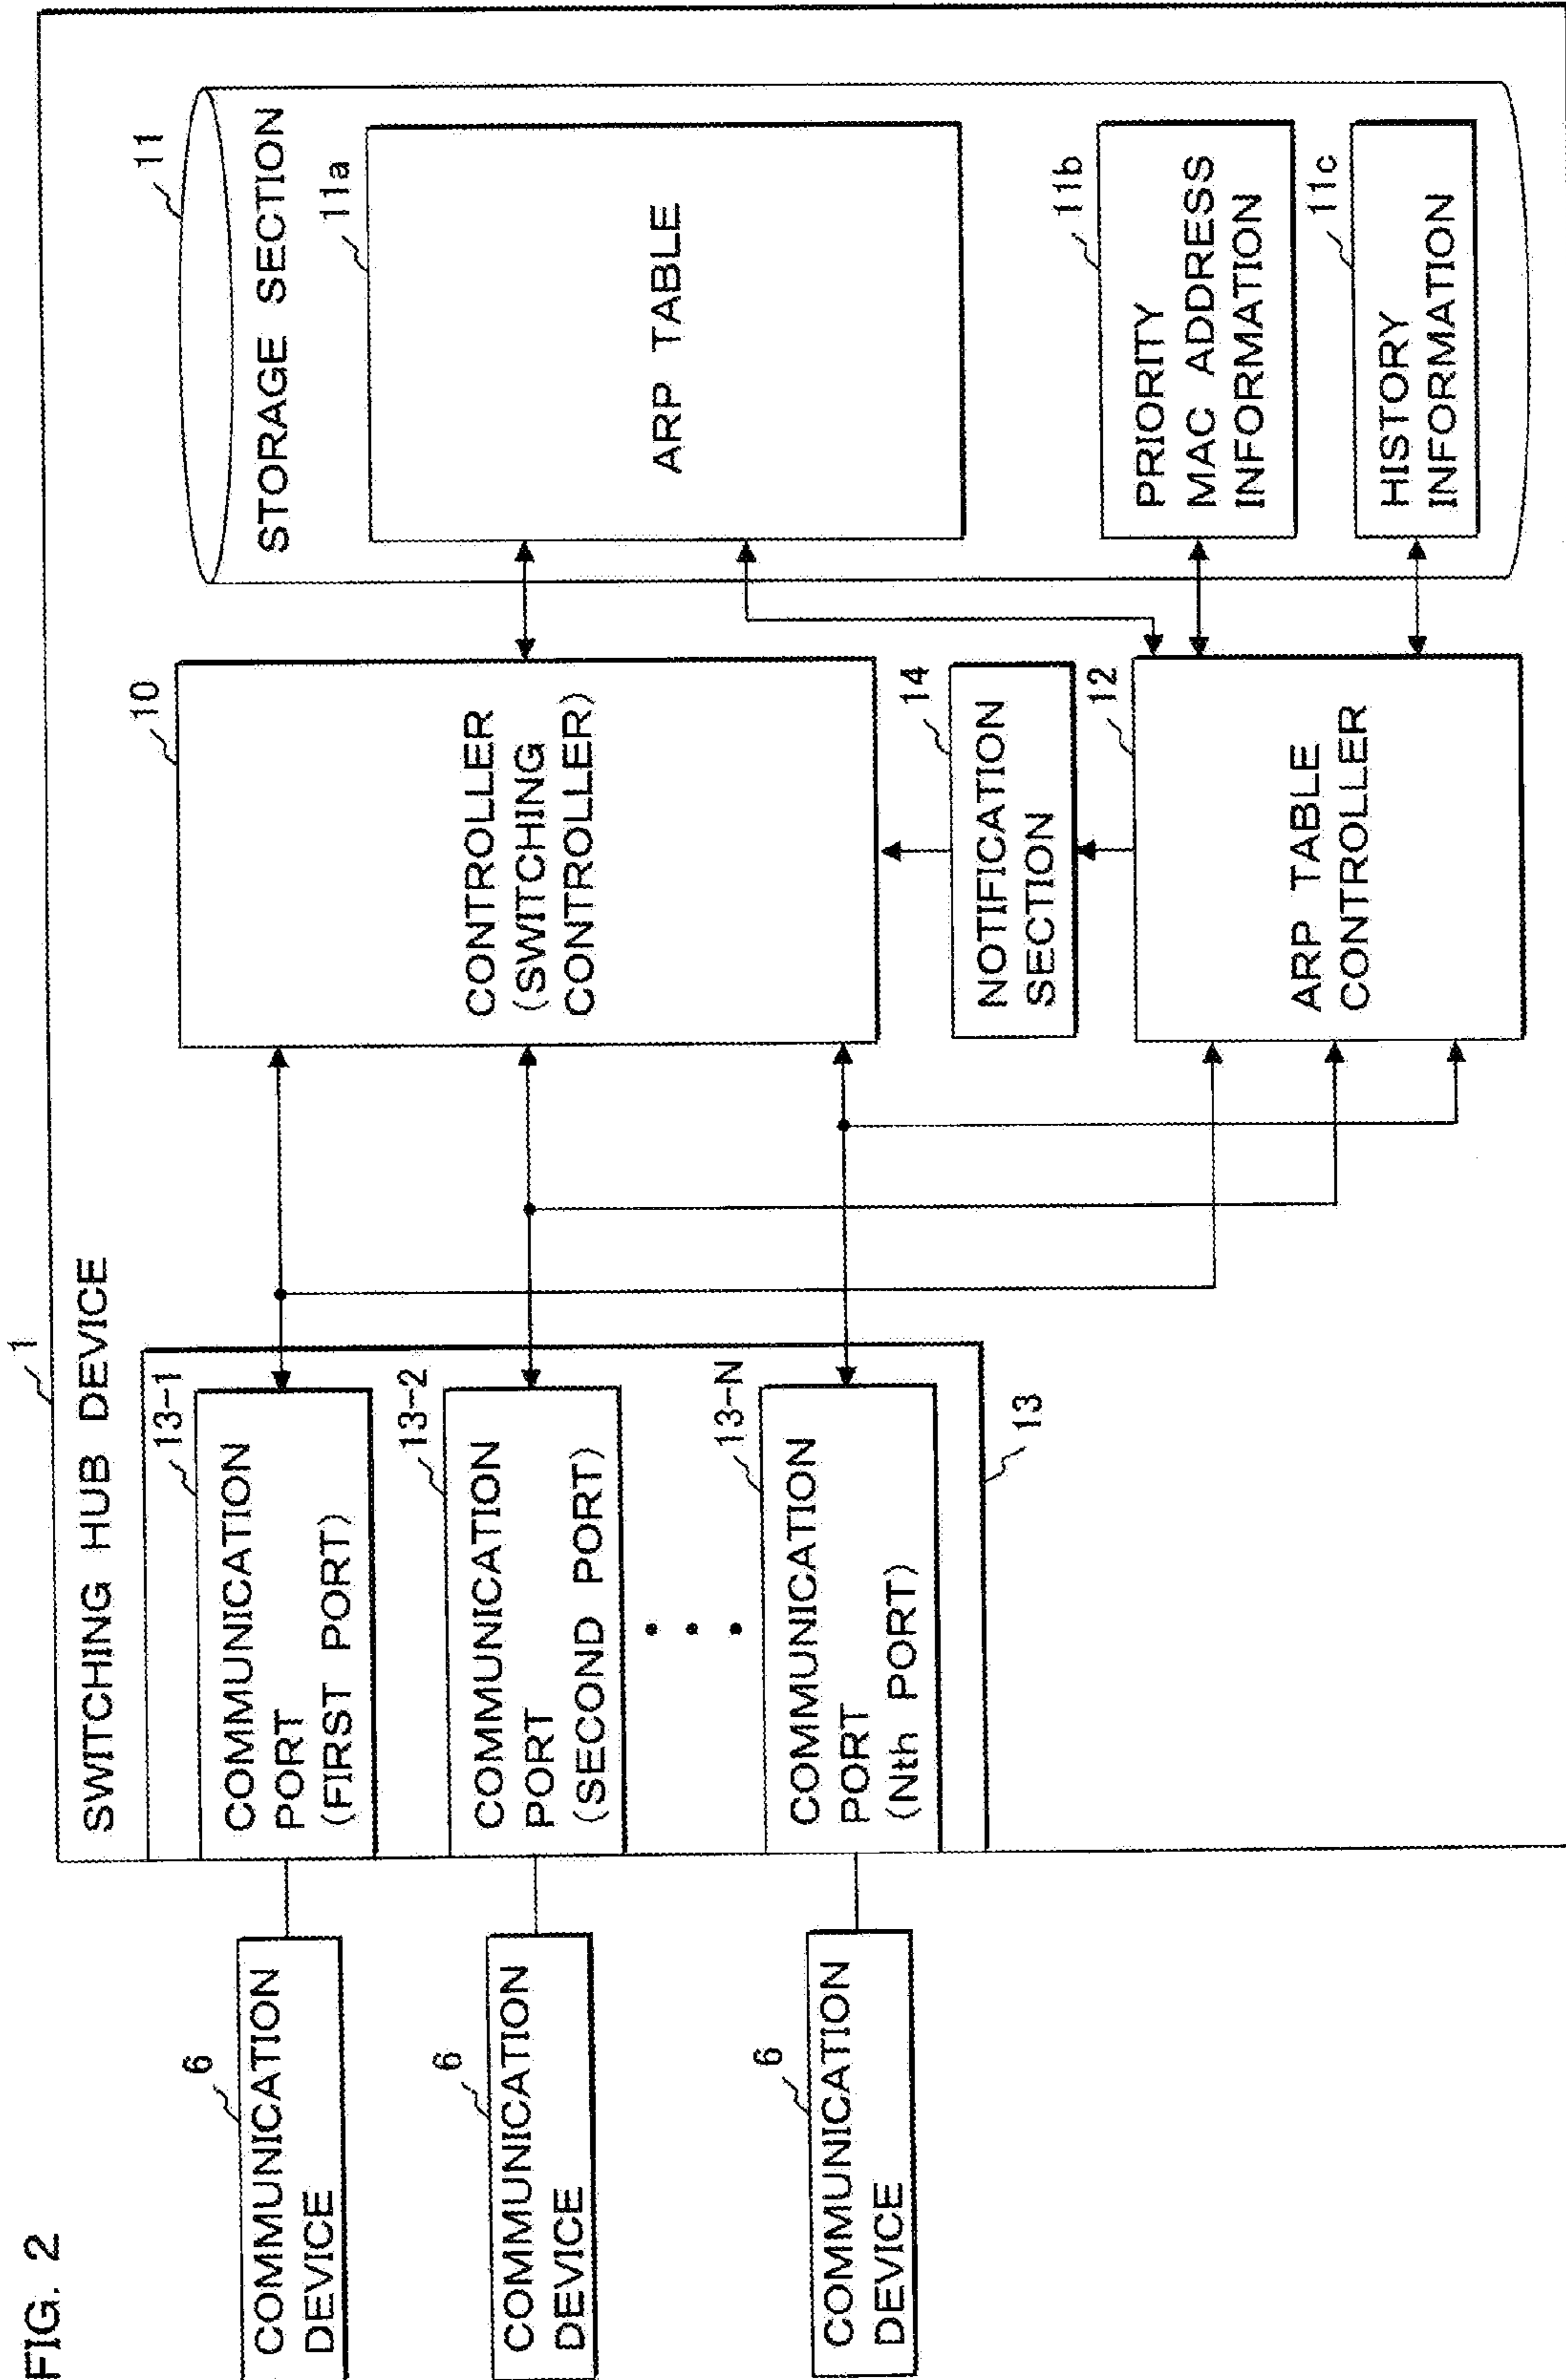 FIG. 2
1
SWITCHING HUB DEVICE
6
COMMUNICATION
DEVICE
6
COMMUNICATION
DEVICE
6
COMMUNICATION
DEVICE
13-1
COMMUNICATION
PORT
(FIRST PORT)
13-2
COMMUNICATION
PORT
(SECOND PORT)
13-N
COMMUNICATION
PORT
(Nth PORT)
13
10
CONTROLLER
(SWITCHING
CONTROLLER)
14
NOTIFICATION
SECTION
12
ARP TABLE
CONTROLLER
11
STORAGE SECTION
11a
ARP TABLE
11b
PRIORITY
MAC ADDRESS
INFORMATION
11c
HISTORY
INFORMATION